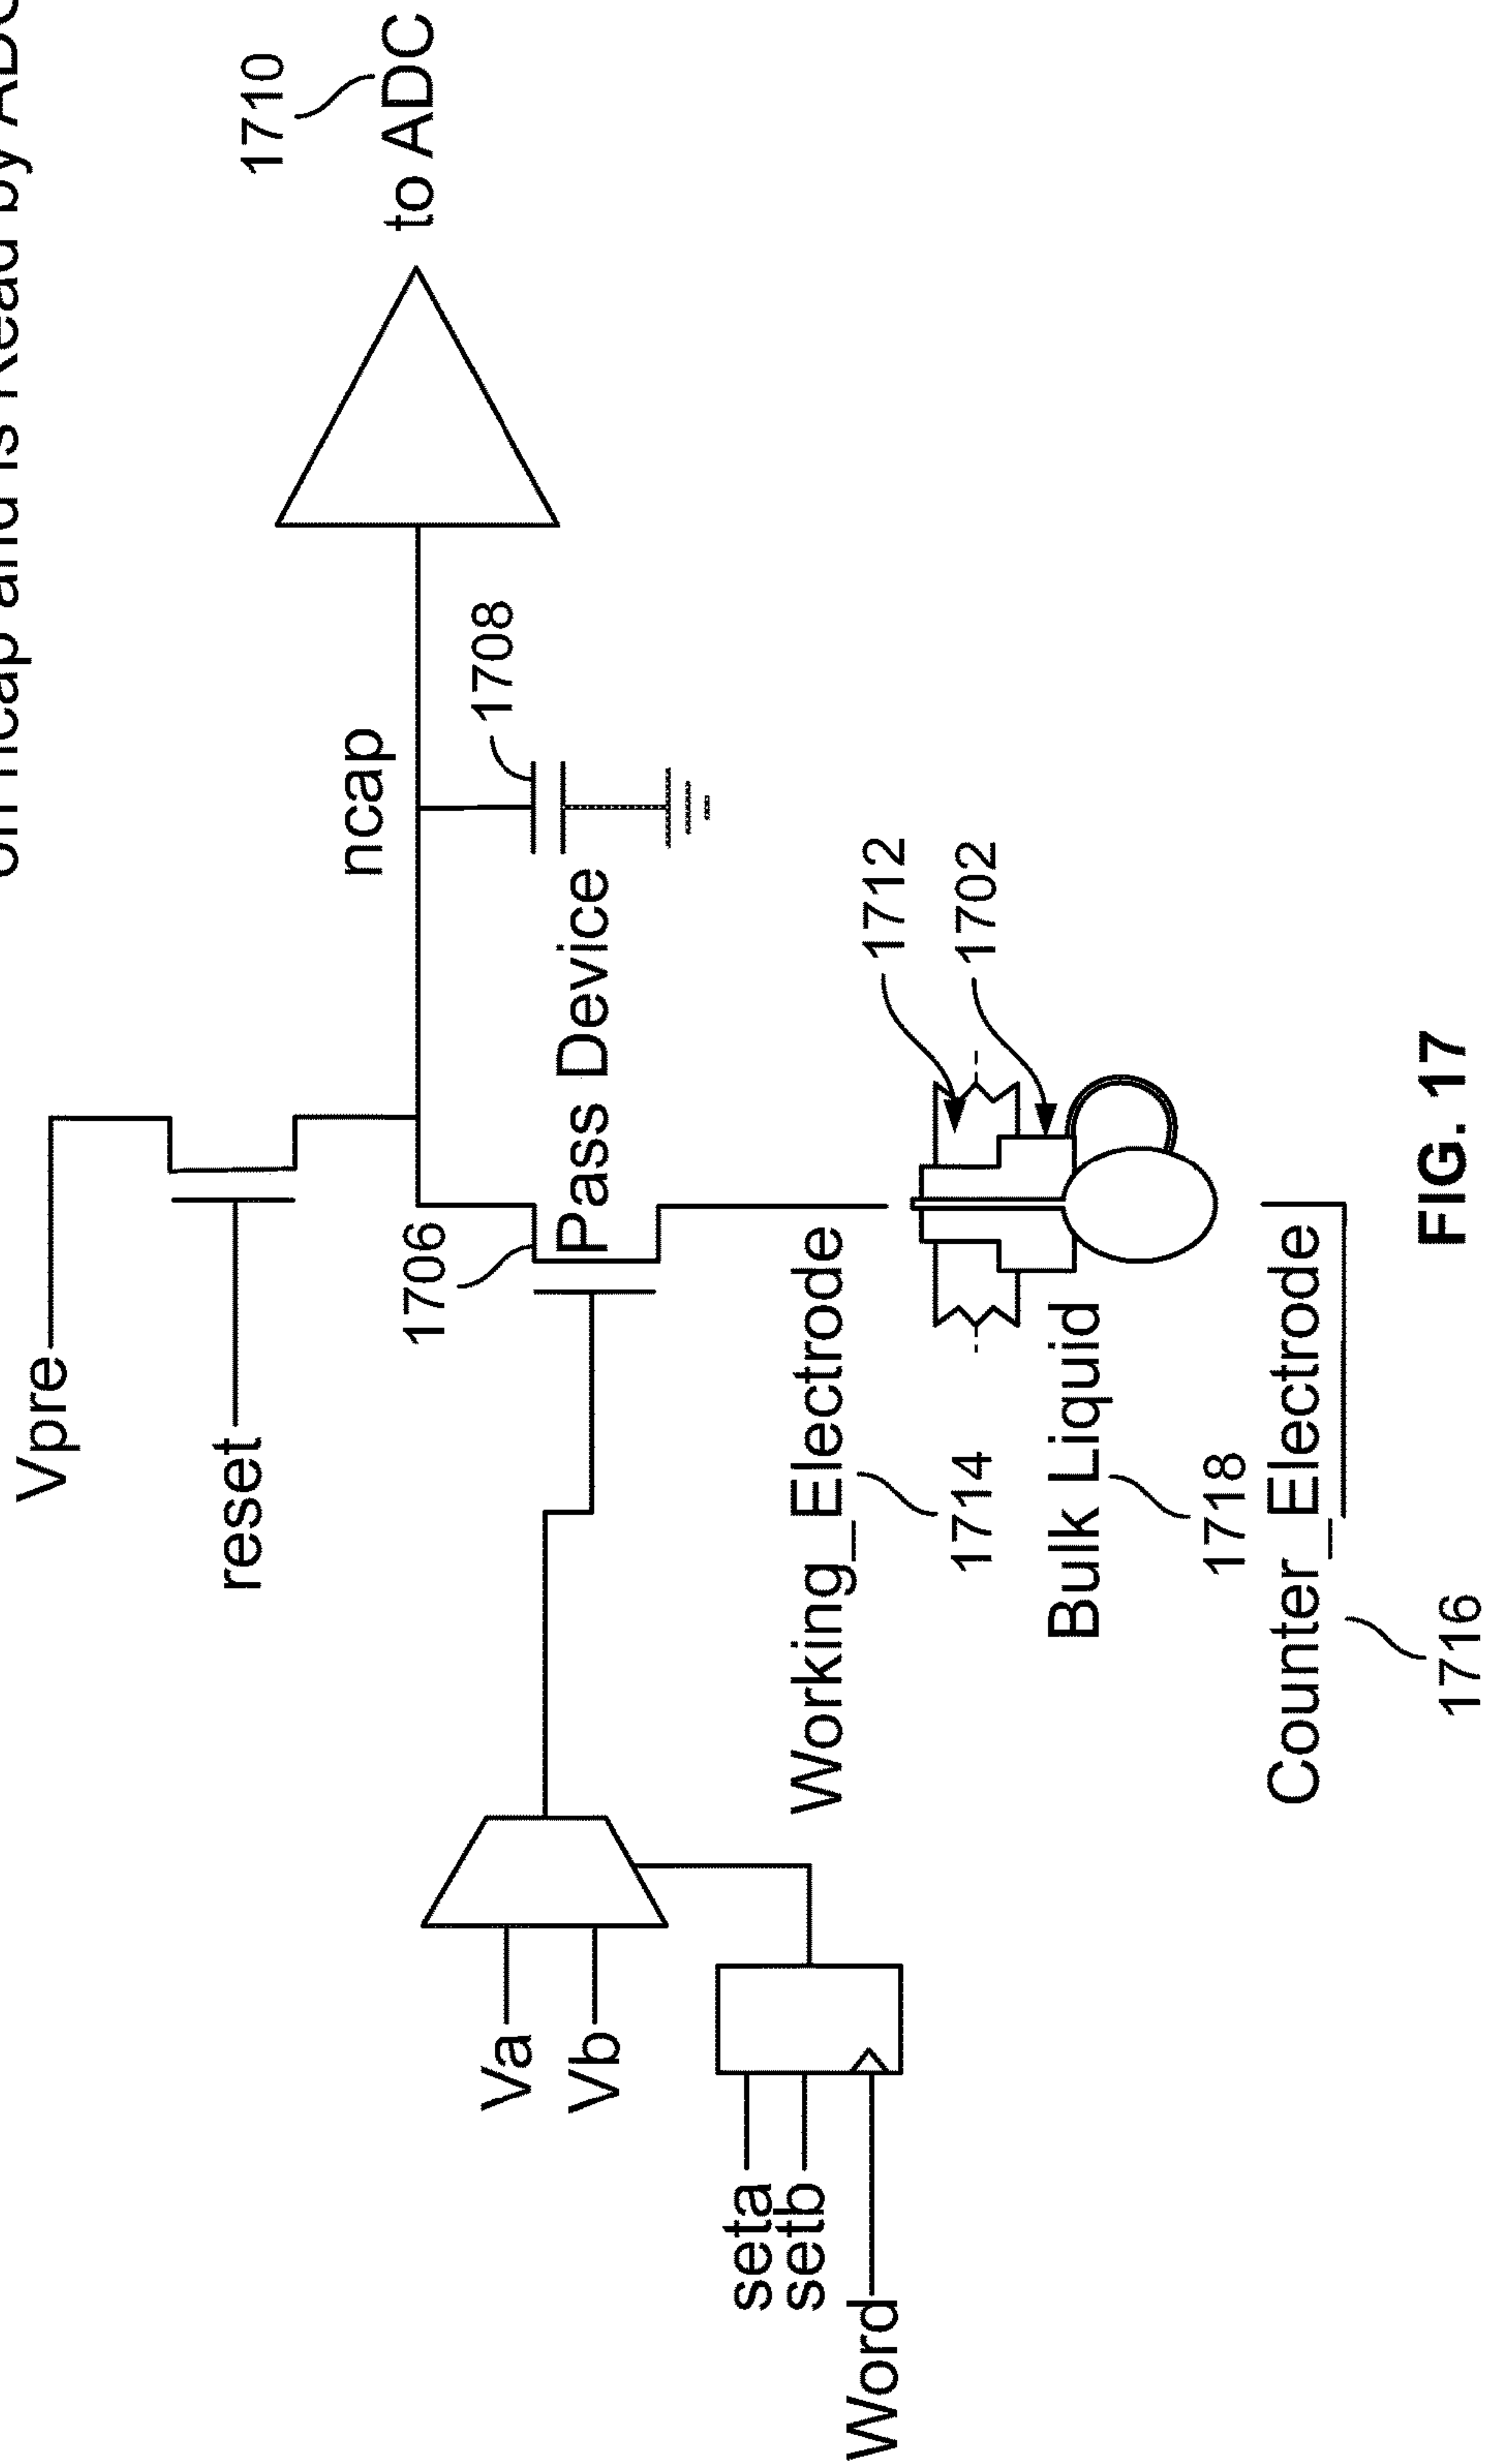 on ncap and is Read by ADC
Vpre
reset
1710
to ADC
ncap
1708
1706
Pass Device
Va
Vb
seta
setb
Word
Working_Electrode
1714
1712
1702
Bulk Liquid
1718
Counter_Electrode
1716
FIG. 17